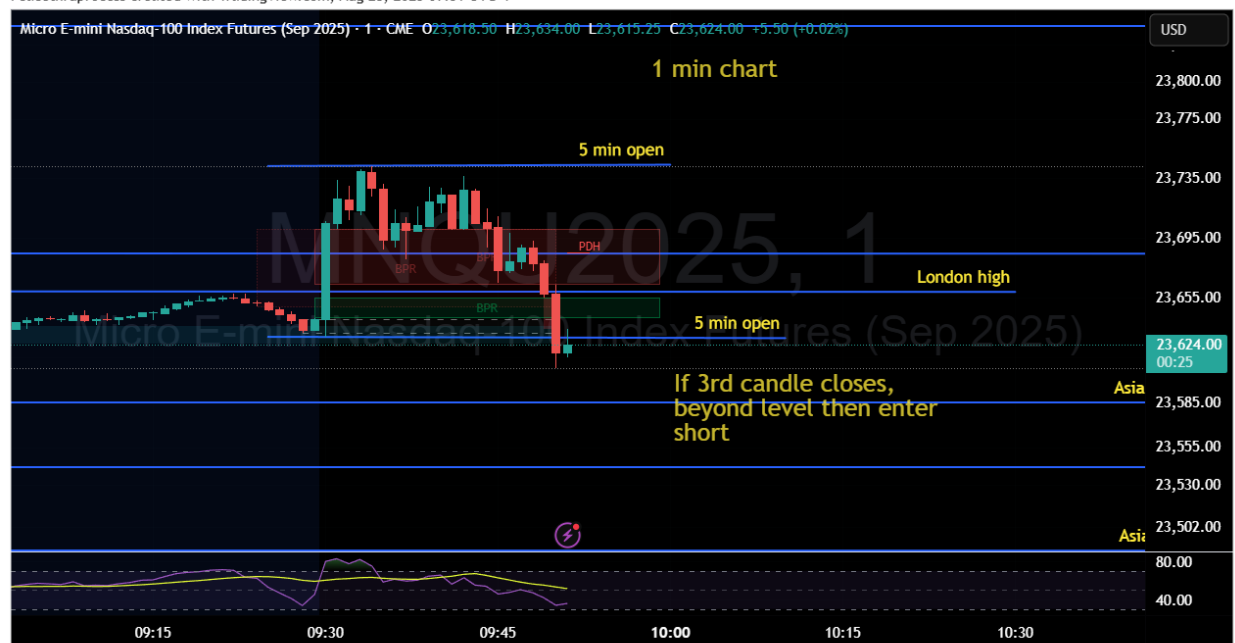 Micro E-mini Nasdaq-100 Index Futures (Sep 2025) · 1 · CME O23,618.50 H23,634.00 L23,615.25 C23,624.00 +5.50 (+0.02%)
USD
1 min chart
23,800.00
23,775.00
5 min open
23,735.00
MNQU2025, 1
23,695.00
PDH
BPR
BPR
London high
23,655.00
BPR
5 min open
Micro E-mini Nasdaq-100 Index Futures (Sep 2025)
23,624.00
00:25
If 3rd candle closes,
beyond level then enter
short
Asia
23,585.00
23,555.00
23,530.00
23,502.00
Asia
80.00
40.00
09:15 09:30 09:45 10:00 10:15 10:30